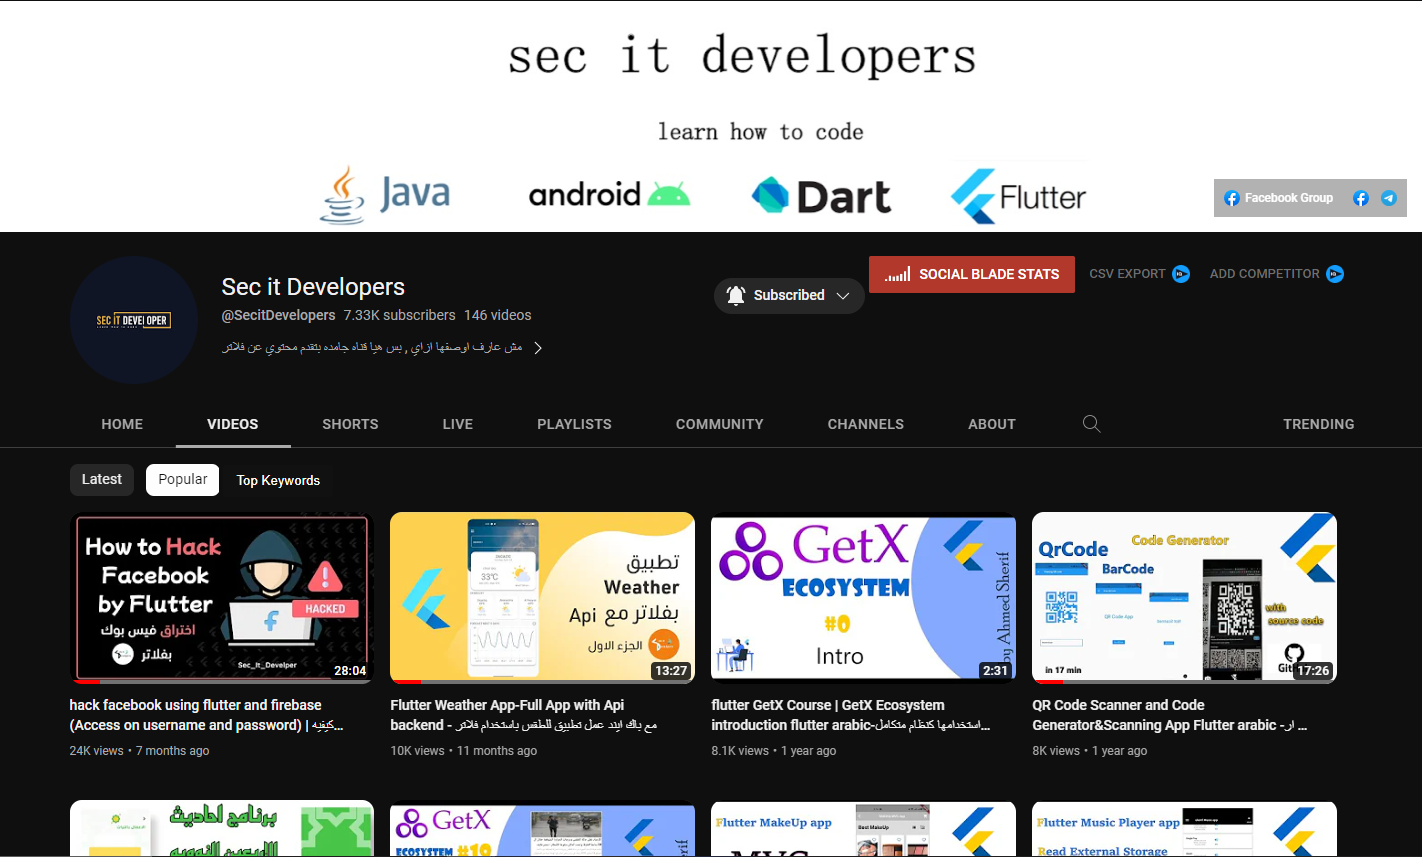 sec it developers
learn how to code
Java
android
Dart
Flutter
Facebook Group
SEC IT DEVELOPER
Sec it Developers
@SecitDevelopers 7.33K subscribers 146 videos
مش عارف اوصفها ازاي , بس هيا قناه جامده بتقدم محتوي عن فلاتر
Subscribed
SOCIAL BLADE STATS
CSV EXPORT
ADD COMPETITOR
HOME
VIDEOS
SHORTS
LIVE
PLAYLISTS
COMMUNITY
CHANNELS
ABOUT
TRENDING
Latest
Popular
Top Keywords
How to Hack
Facebook
by Flutter
اختراق فيس بوك
بفلاتر
HACKED
Sec_It_Develper
28:04
hack facebook using flutter and firebase
(Access on username and password) | كيفيه...
24K views • 7 months ago
تطبيق
Weather
بفلاتر مع Api
الجزء الاول
33°C
13:27
Flutter Weather App-Full App with Api
backend - مع باك ايند عمل تطبيق للطقس باستخدام فلاتر
10K views • 11 months ago
GetX
ECOSYSTEM
#0
Intro
by Ahmed Sherif
2:31
flutter GetX Course | GetX Ecosystem
introduction flutter arabic-استخدامها كنظام متكامل...
8.1K views • 1 year ago
QrCode
Code Generator
BarCode
QR Code App
with
source code
in 17 min
17:26
QR Code Scanner and Code
Generator&Scanning App Flutter arabic - ار...
8K views • 1 year ago
برنامج احاديث
الاربعين النوويه
GetX
ECOSYSTEM #10
Flutter MakeUp app
Best MakeUp
MVC
Flutter Music Player app
Read External Storage